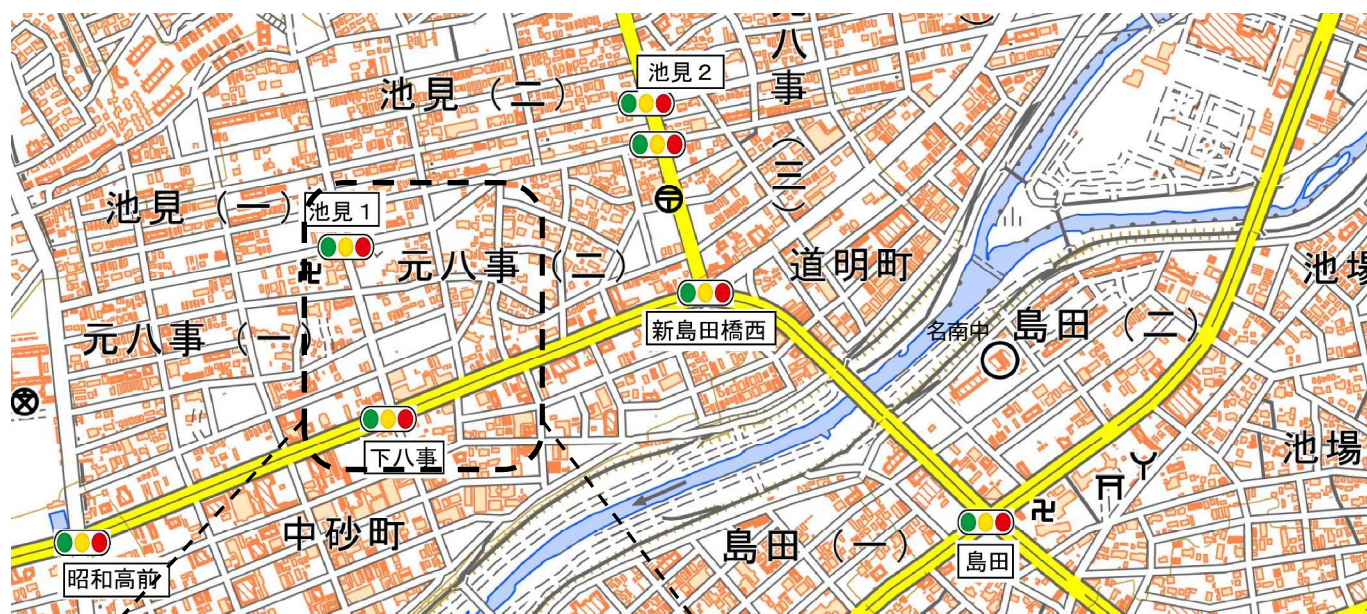 元八事（三）
池見２
池見（二）
池見（一）
池見１
元八事（二）
道明町
池場
新島田橋西
名南中
島田（二）
元八事（一）
下八事
池場
中砂町
島田（一）
島田
昭和高前